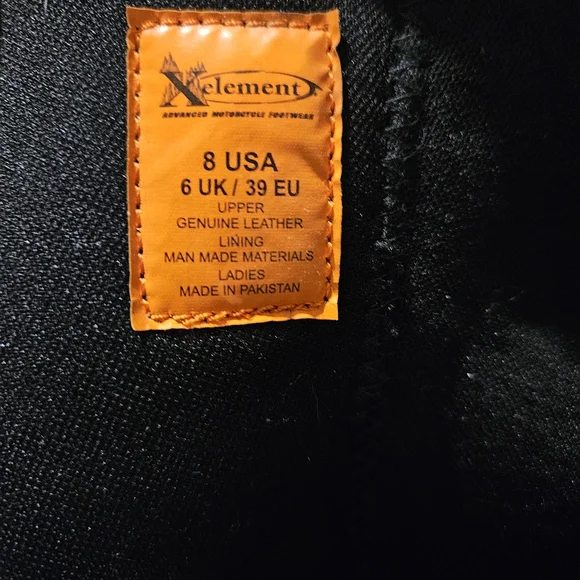 Xelement
ADVANCED MOTORCYCLE FOOTWEAR
8 USA
6 UK / 39 EU
UPPER
GENUINE LEATHER
LINING
MAN MADE MATERIALS
LADIES
MADE IN PAKISTAN